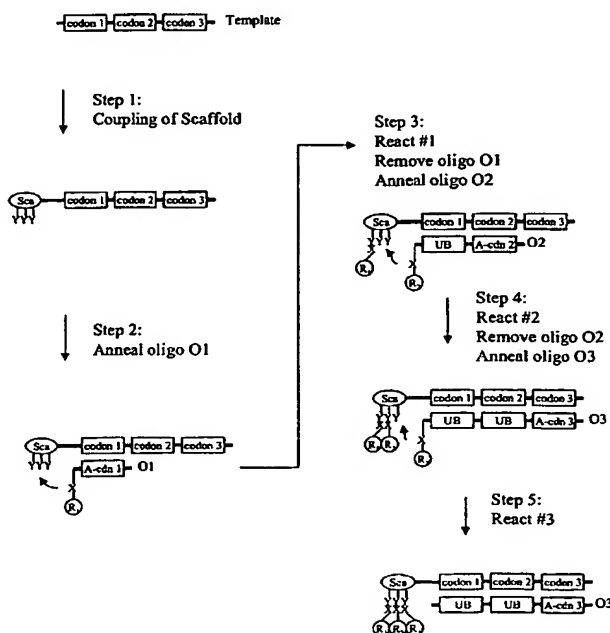 codon 1 codon 2 codon 3 Template
Step 1:
Coupling of Scaffold
Sca codon 1 codon 2 codon 3
Y Y Y
Step 2:
Anneal oligo O1
Sca codon 1 codon 2 codon 3
Y Y Y
A-cdn 1 O1
X
Step 3:
React #1
Remove oligo O1
Anneal oligo O2
Sca codon 1 codon 2 codon 3
UB A-cdn 2 O2
X
Step 4:
React #2
Remove oligo O2
Anneal oligo O3
Sca codon 1 codon 2 codon 3
UB UB A-cdn 3 O3
X
Step 5:
React #3
Sca codon 1 codon 2 codon 3
UB UB A-cdn 3 O3